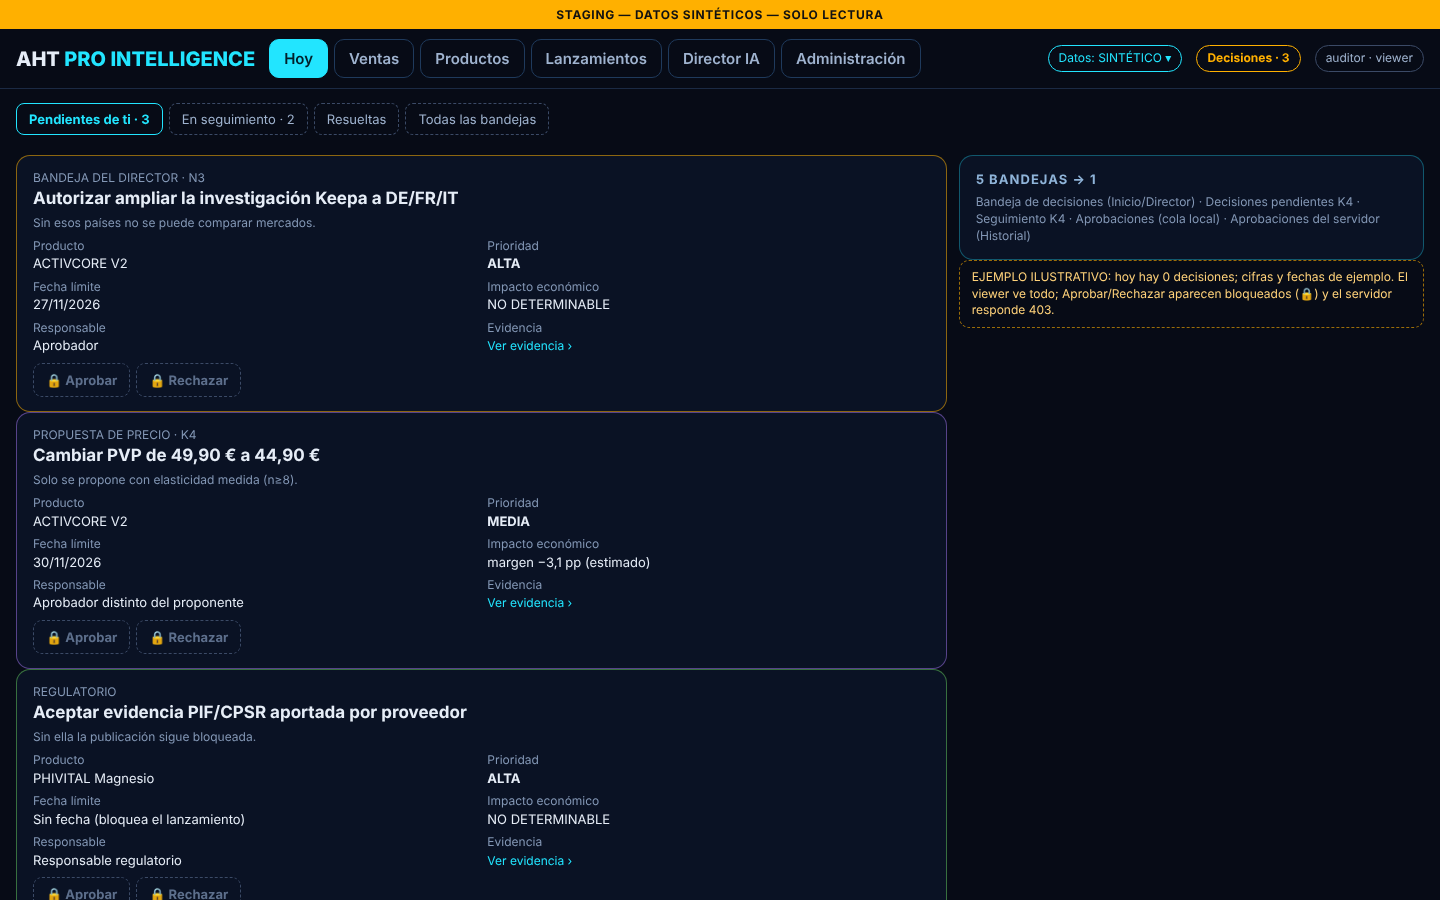 STAGING — DATOS SINTÉTICOS — SOLO LECTURA
AHT PRO INTELLIGENCE
Hoy
Ventas
Productos
Lanzamientos
Director IA
Administración
Datos: SINTÉTICO ▾
Decisiones · 3
auditor · viewer
Pendientes de ti · 3
En seguimiento · 2
Resueltas
Todas las bandejas
BANDEJA DEL DIRECTOR · N3
Autorizar ampliar la investigación Keepa a DE/FR/IT
Sin esos países no se puede comparar mercados.
Producto
ACTIVCORE V2
Prioridad
ALTA
Fecha límite
27/11/2026
Impacto económico
NO DETERMINABLE
Responsable
Aprobador
Evidencia
Ver evidencia ›
🔒 Aprobar
🔒 Rechazar
PROPUESTA DE PRECIO · K4
Cambiar PVP de 49,90 € a 44,90 €
Solo se propone con elasticidad medida (n≥8).
Producto
ACTIVCORE V2
Prioridad
MEDIA
Fecha límite
30/11/2026
Impacto económico
margen −3,1 pp (estimado)
Responsable
Aprobador distinto del proponente
Evidencia
Ver evidencia ›
🔒 Aprobar
🔒 Rechazar
REGULATORIO
Aceptar evidencia PIF/CPSR aportada por proveedor
Sin ella la publicación sigue bloqueada.
Producto
PHIVITAL Magnesio
Prioridad
ALTA
Fecha límite
Sin fecha (bloquea el lanzamiento)
Impacto económico
NO DETERMINABLE
Responsable
Responsable regulatorio
Evidencia
Ver evidencia ›
🔒 Aprobar
🔒 Rechazar
5 BANDEJAS → 1
Bandeja de decisiones (Inicio/Director) · Decisiones pendientes K4 ·
Seguimiento K4 · Aprobaciones (cola local) · Aprobaciones del servidor
(Historial)
EJEMPLO ILUSTRATIVO: hoy hay 0 decisiones; cifras y fechas de ejemplo. El
viewer ve todo; Aprobar/Rechazar aparecen bloqueados (🔒) y el servidor
responde 403.